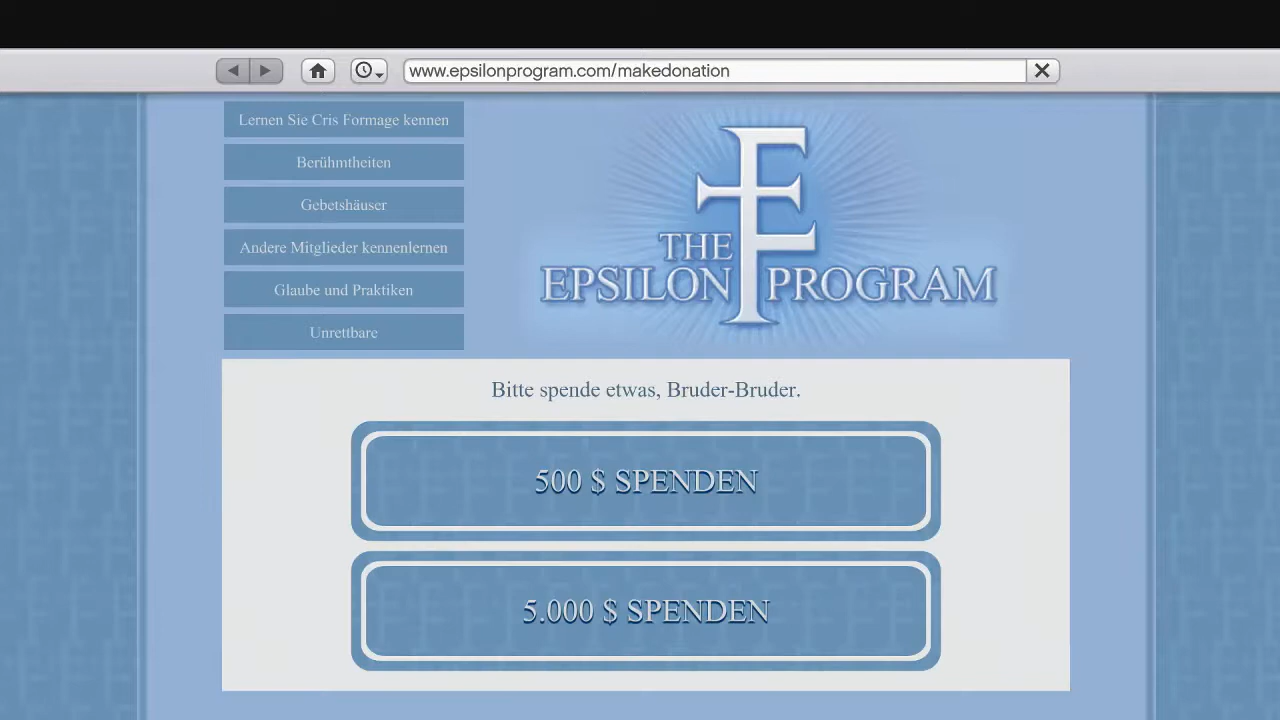 www.epsilonprogram.com/makedonation
Lernen Sie Cris Formage kennen
Berühmtheiten
Gebetshäuser
Andere Mitglieder kennenlernen
Glaube und Praktiken
Unrettbare
THE
EPSILON PROGRAM
Bitte spende etwas, Bruder-Bruder.
500 $ SPENDEN
5.000 $ SPENDEN